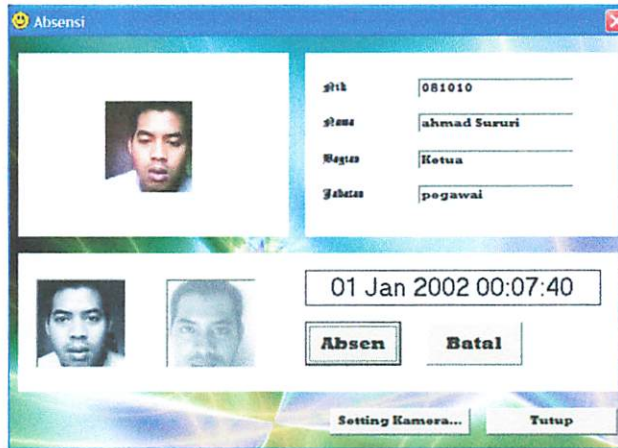 Absensi
Nik 081010
Nama ahmad Sururi
Bagian Ketua
Jabatan pegawai
01 Jan 2002 00:07:40
Absen Batal
Setting Kamera... Tutup